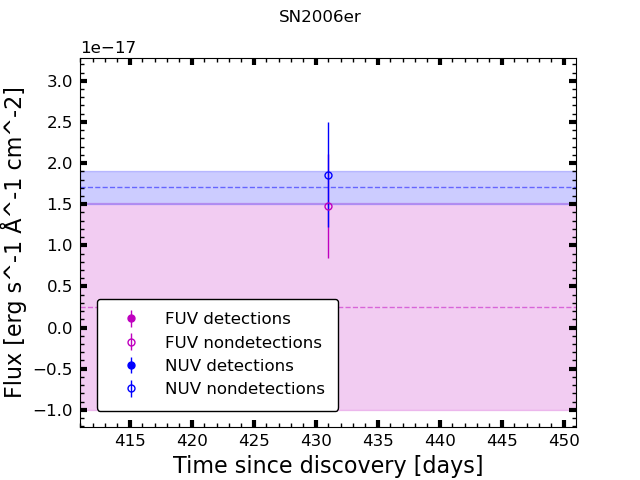 SN2006er
1e−17
Flux [erg s^-1 Å^-1 cm^-2]
3.0
2.5
2.0
1.5
1.0
0.5
0.0
−0.5
−1.0
FUV detections
FUV nondetections
NUV detections
NUV nondetections
415 420 425 430 435 440 445 450
Time since discovery [days]